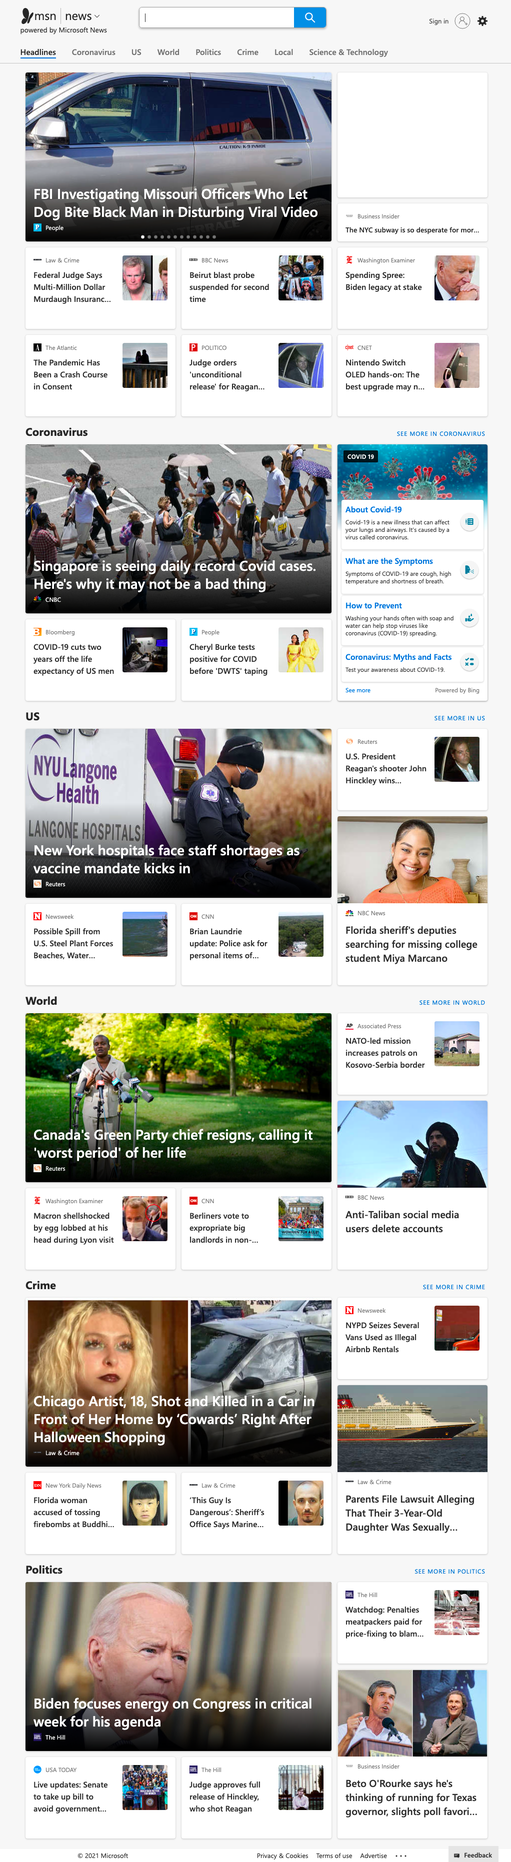 msn news
powered by Microsoft News
Sign in
Headlines Coronavirus US World Politics Crime Local Science & Technology
CAUTION: K-9
FBI Investigating Missouri Officers Who Let
Dog Bite Black Man in Disturbing Viral Video
People
Business Insider
The NYC subway is so desperate for mor...
Law & Crime
Federal Judge Says
Multi-Million Dollar
Murdaugh Insuranc...
BBC News
Beirut blast probe
suspended for second
time
Washington Examiner
Spending Spree:
Biden legacy at stake
The Atlantic
The Pandemic Has
Been a Crash Course
in Consent
POLITICO
Judge orders
'unconditional
release' for Reagan...
CNET
Nintendo Switch
OLED hands-on: The
best upgrade may n...
Coronavirus
SEE MORE IN CORONAVIRUS
Singapore is seeing daily record Covid cases.
Here's why it may not be a bad thing
CNBC
COVID 19
About Covid-19
Covid-19 is a new illness that can affect
your lungs and airways. It's caused by a
virus called coronavirus.
What are the Symptoms
Symptoms of COVID-19 are cough, high
temperature and shortness of breath.
How to Prevent
Washing your hands often with soap and
water can help stop viruses like
coronavirus (COVID-19) spreading.
Coronavirus: Myths and Facts
Test your awareness about COVID-19.
See more
Powered by Bing
Bloomberg
COVID-19 cuts two
years off the life
expectancy of US men
People
Cheryl Burke tests
positive for COVID
before 'DWTS' taping
US
SEE MORE IN US
NYU Langone
Health
LANGONE HOSPITALS
New York hospitals face staff shortages as
vaccine mandate kicks in
Reuters
Reuters
U.S. President
Reagan's shooter John
Hinckley wins...
NBC News
Florida sheriff's deputies
searching for missing college
student Miya Marcano
Newsweek
Possible Spill from
U.S. Steel Plant Forces
Beaches, Water...
CNN
Brian Laundrie
update: Police ask for
personal items of...
World
SEE MORE IN WORLD
Canada's Green Party chief resigns, calling it
'worst period' of her life
Reuters
AP Associated Press
NATO-led mission
increases patrols on
Kosovo-Serbia border
BBC News
Anti-Taliban social media
users delete accounts
Washington Examiner
Macron shellshocked
by egg lobbed at his
head during Lyon visit
CNN
Berliners vote to
expropriate big
landlords in non-...
Crime
SEE MORE IN CRIME
Chicago Artist, 18, Shot and Killed in a Car in
Front of Her Home by 'Cowards' Right After
Halloween Shopping
Law & Crime
Newsweek
NYPD Seizes Several
Vans Used as Illegal
Airbnb Rentals
Law & Crime
Parents File Lawsuit Alleging
That Their 3-Year-Old
Daughter Was Sexually...
New York Daily News
Florida woman
accused of tossing
firebombs at Buddhi...
Law & Crime
'This Guy Is
Dangerous': Sheriff's
Office Says Marine...
Politics
SEE MORE IN POLITICS
Biden focuses energy on Congress in critical
week for his agenda
The Hill
The Hill
Watchdog: Penalties
meatpackers paid for
price-fixing to blam...
Business Insider
Beto O'Rourke says he's
thinking of running for Texas
governor, slights poll favori...
USA TODAY
Live updates: Senate
to take up bill to
avoid government...
The Hill
Judge approves full
release of Hinckley,
who shot Reagan
© 2021 Microsoft
Privacy & Cookies Terms of use Advertise ...
Feedback